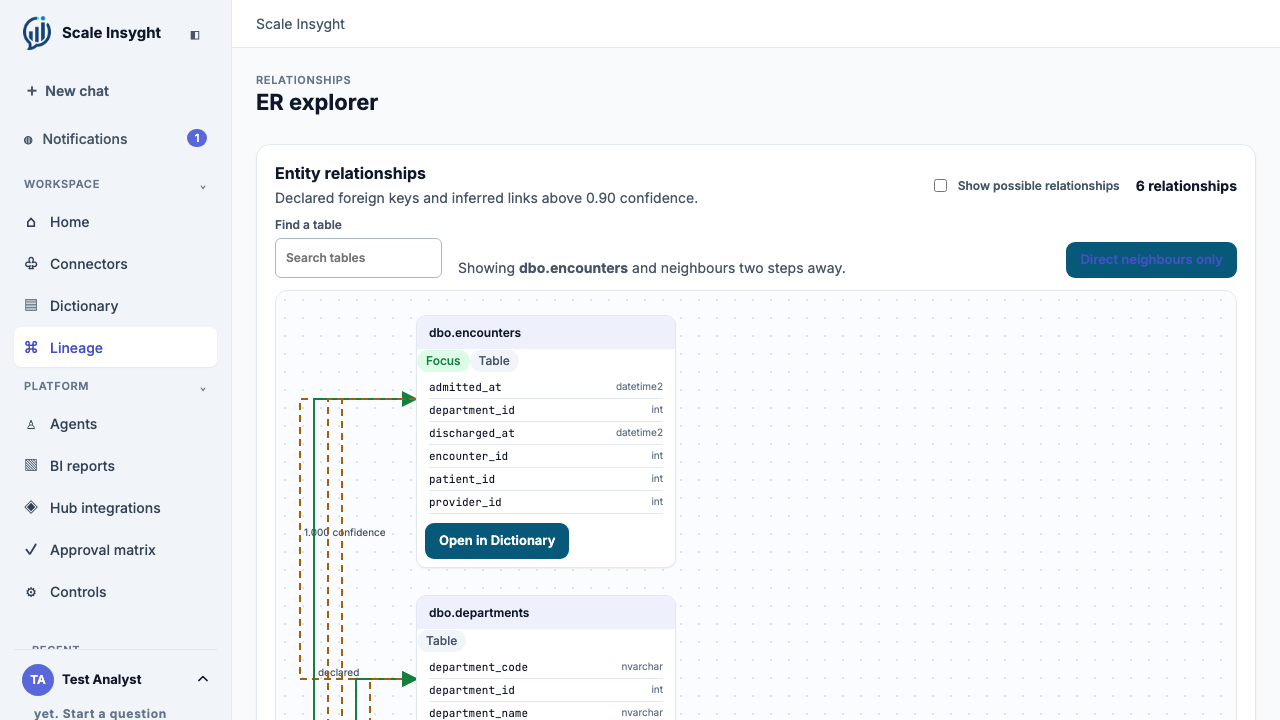 Scale Insyght
Scale Insyght
+ New chat
Notifications
1
WORKSPACE
Home
Connectors
Dictionary
Lineage
PLATFORM
Agents
BI reports
Hub integrations
Approval matrix
Controls
RECENT
TA
Test Analyst
yet. Start a question
RELATIONSHIPS
ER explorer
Entity relationships
Declared foreign keys and inferred links above 0.90 confidence.
Show possible relationships
6 relationships
Find a table
Search tables
Showing dbo.encounters and neighbours two steps away.
Direct neighbours only
dbo.encounters
Focus Table
admitted_at datetime2
department_id int
discharged_at datetime2
encounter_id int
patient_id int
provider_id int
1.000 confidence
Open in Dictionary
dbo.departments
Table
declared
department_code nvarchar
department_id int
department_name nvarchar